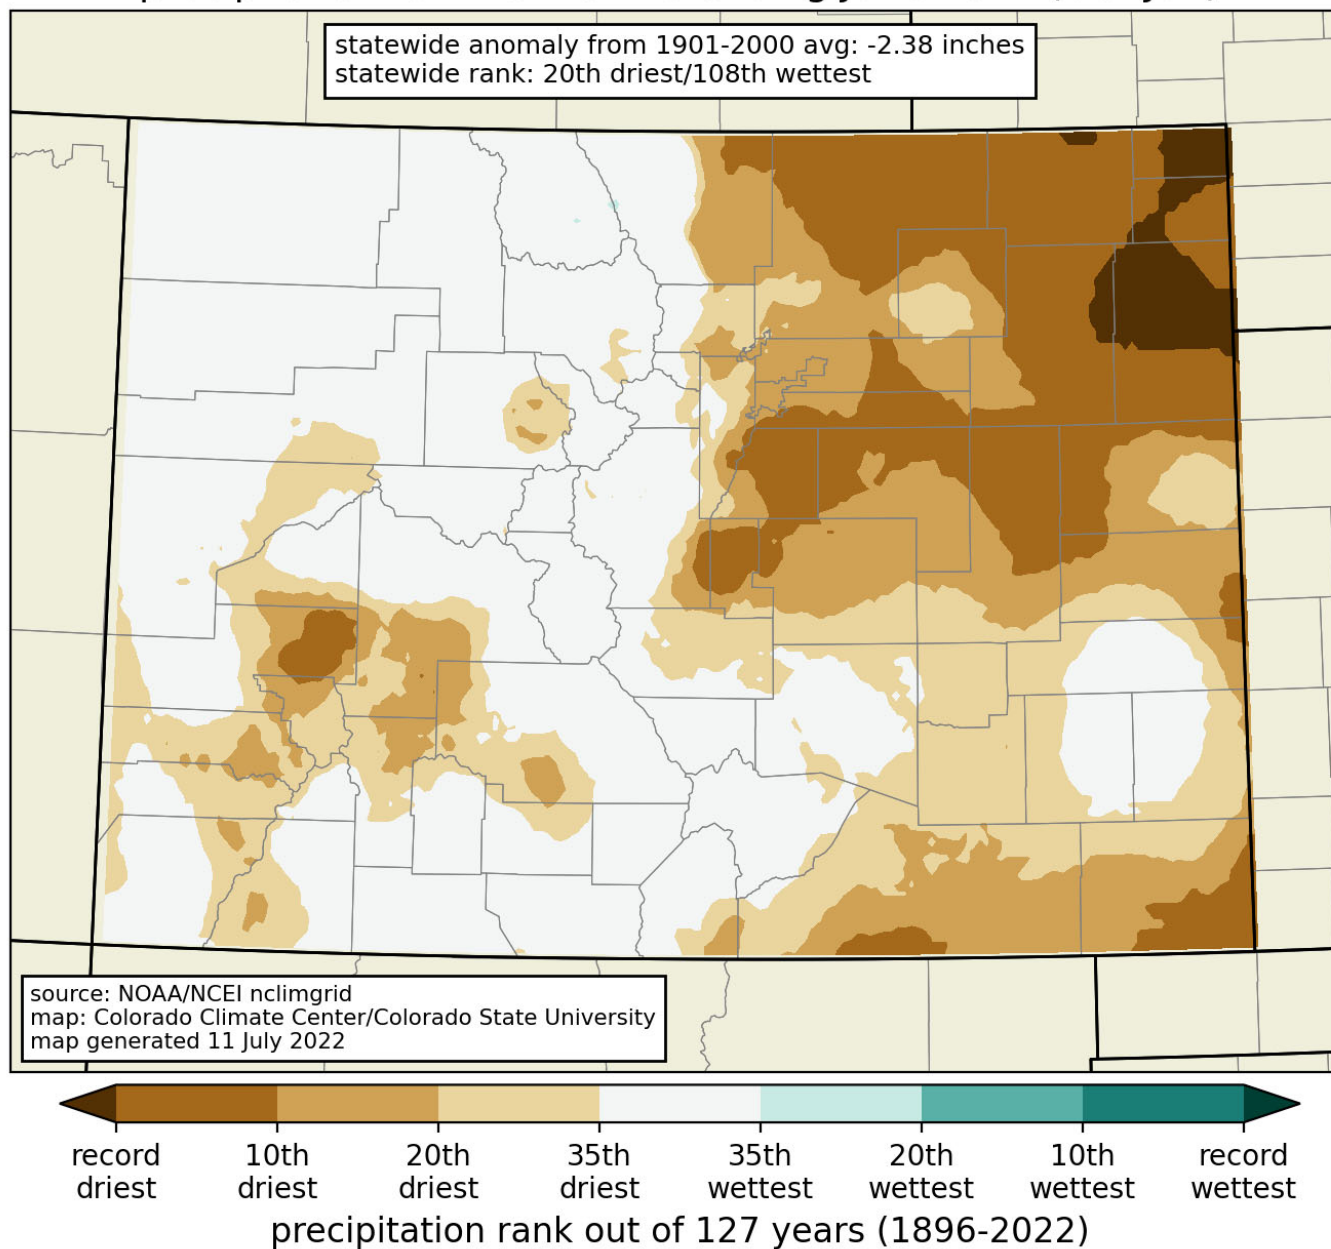 statewide anomaly from 1901-2000 avg: -2.38 inches
statewide rank: 20th driest/108th wettest
source: NOAA/NCEI nclimgrid
map: Colorado Climate Center/Colorado State University
map generated 11 July 2022
record driest
10th driest
20th driest
35th driest
35th wettest
20th wettest
10th wettest
record wettest
precipitation rank out of 127 years (1896-2022)